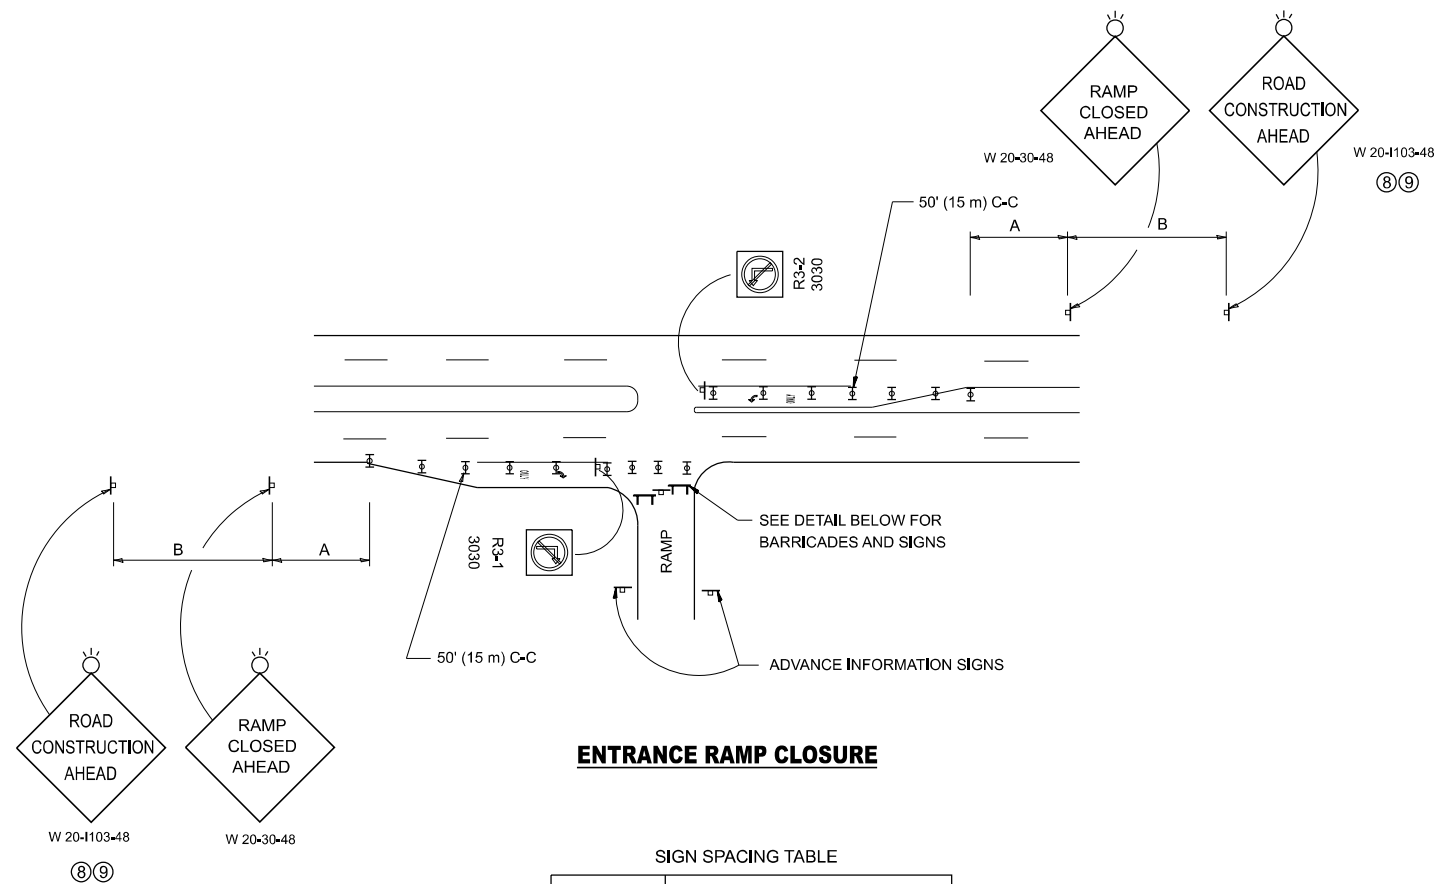 RAMP
CLOSED
AHEAD
W 20-30-48
ROAD
CONSTRUCTION
AHEAD
W 20-I103-48
⑧⑨
50' (15 m) C-C
A
B
R3-2
3030
ONLY
ONLY
R3-1
3030
RAMP
SEE DETAIL BELOW FOR
BARRICADES AND SIGNS
B
A
50' (15 m) C-C
ADVANCE INFORMATION SIGNS
ROAD
CONSTRUCTION
AHEAD
W 20-I103-48
⑧⑨
RAMP
CLOSED
AHEAD
W 20-30-48
ENTRANCE RAMP CLOSURE
SIGN SPACING TABLE